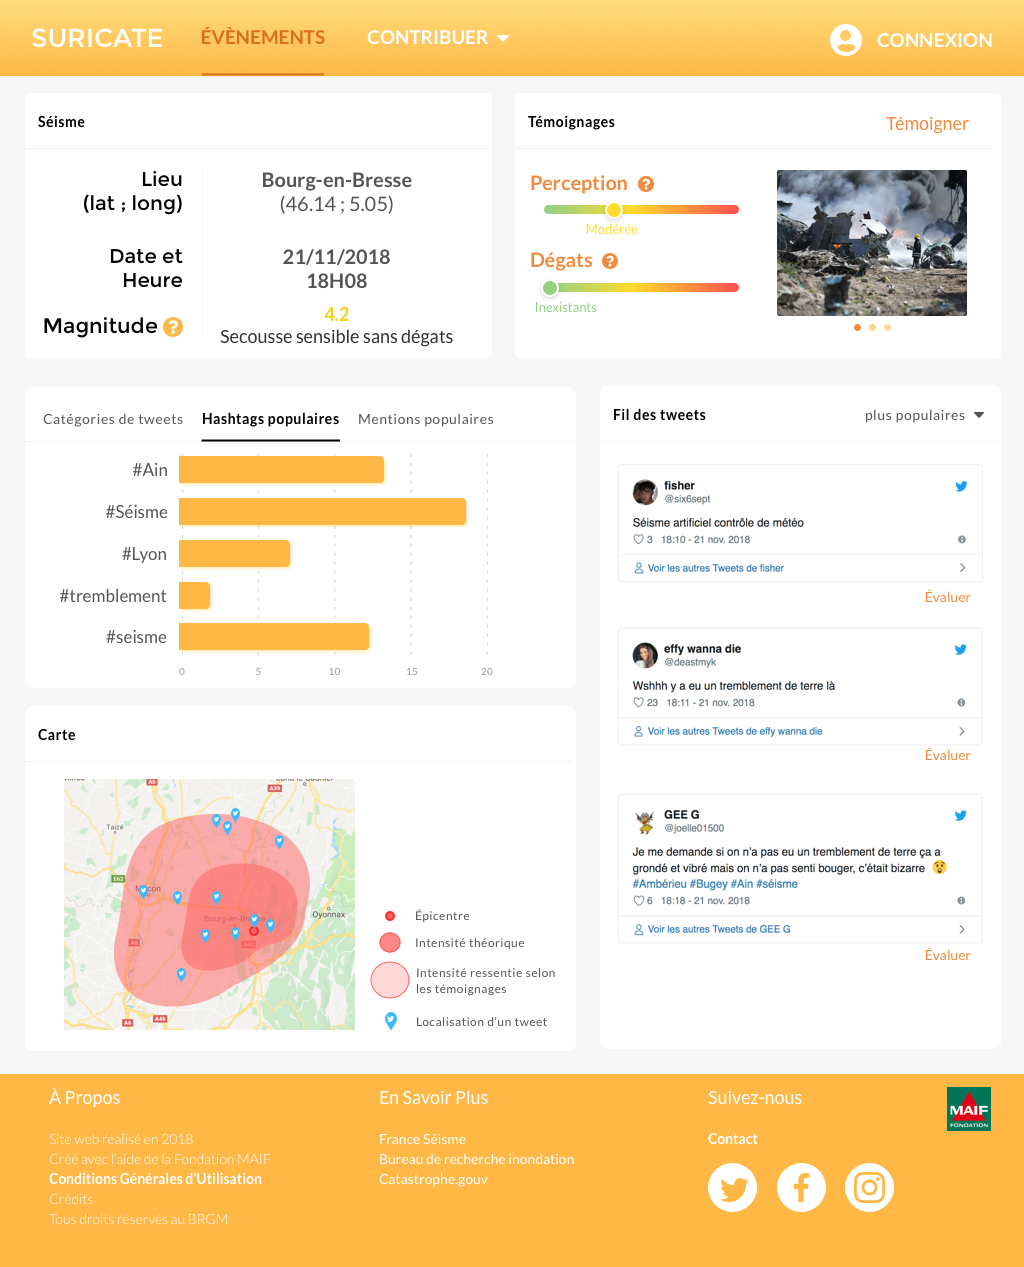 SURICATE
ÉVÈNEMENTS
CONTRIBUER
CONNEXION
Séisme
Lieu
(lat ; long)
Bourg-en-Bresse
(46.14 ; 5.05)
Date et
Heure
21/11/2018
18H08
Magnitude ?
4.2
Secousse sensible sans dégats
Témoignages
Témoigner
Perception ?
Modérée
Dégats ?
Inexistants
Catégories de tweets
Hashtags populaires
Mentions populaires
#Ain
#Séisme
#Lyon
#tremblement
#seisme
0
5
10
15
20
Fil des tweets
plus populaires
fisher
@six6sept
Séisme artificiel contrôle de météo
3 18:10 - 21 nov. 2018
Voir les autres Tweets de fisher
Évaluer
effy wanna die
@deastmyk
Wshhh y a eu un tremblement de terre là
23 18:11 - 21 nov. 2018
Voir les autres Tweets de effy wanna die
Évaluer
GEE G
@joelle01500
Je me demande si on n'a pas eu un tremblement de terre ça a
grondé et vibré mais on n'a pas senti bouger, c'était bizarre 😲
#Ambérieu #Bugey #Ain #séisme
6 18:18 - 21 nov. 2018
Voir les autres Tweets de GEE G
Évaluer
Carte
A6
A39
Taizé
E62
Mâcon
Bourg-en-Bresse
Oyonnax
A6
A46
Épicentre
Intensité théorique
Intensité ressentie selon
les témoignages
Localisation d'un tweet
À Propos
Site web réalisé en 2018
Créé avec l'aide de la Fondation MAIF
Conditions Générales d'Utilisation
Crédits
Tous droits réservés au BRGM
En Savoir Plus
France Séisme
Bureau de recherche inondation
Catastrophe.gouv
Suivez-nous
Contact
MAIF
FONDATION